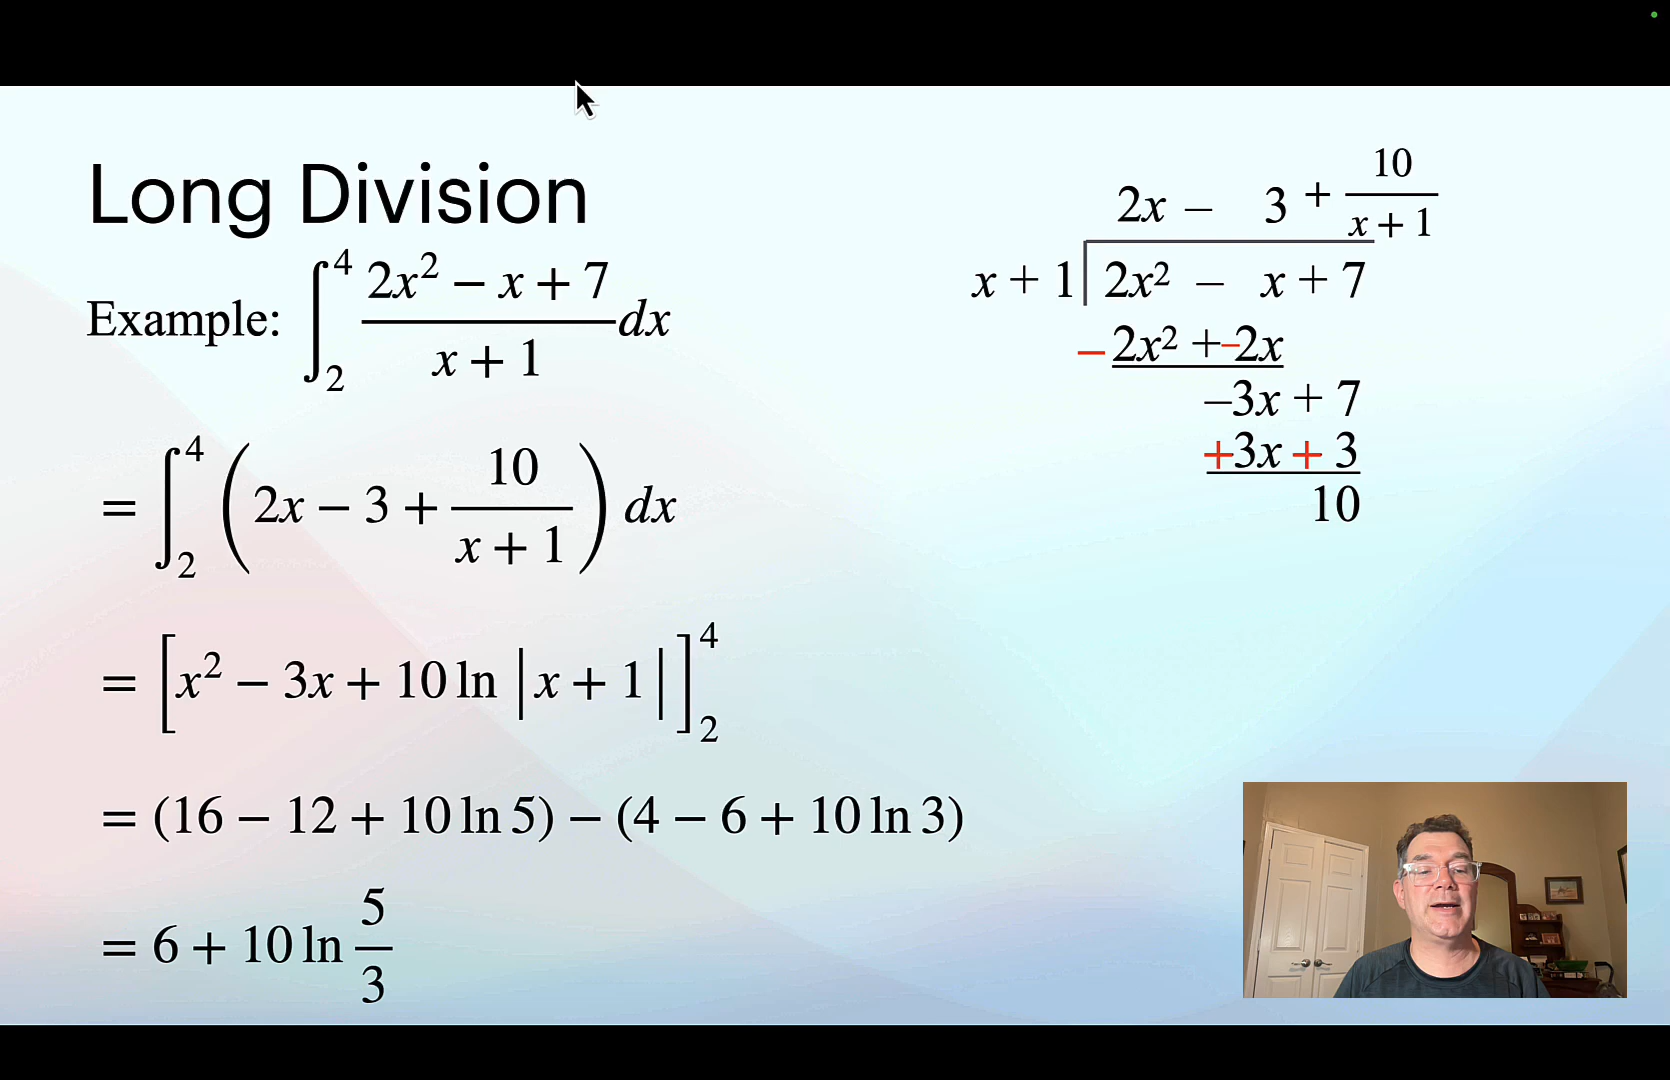 Long Division
Example: ∫₂⁴ (2x² − x + 7)/(x + 1) dx
= ∫₂⁴ (2x − 3 + 10/(x + 1)) dx
= [x² − 3x + 10 ln |x + 1|]₂⁴
= (16 − 12 + 10 ln 5) − (4 − 6 + 10 ln 3)
= 6 + 10 ln 5/3
2x − 3 + 10/(x + 1)
x + 1 2x² − x + 7
− 2x² +− 2x
−3x + 7
+3x + 3
10